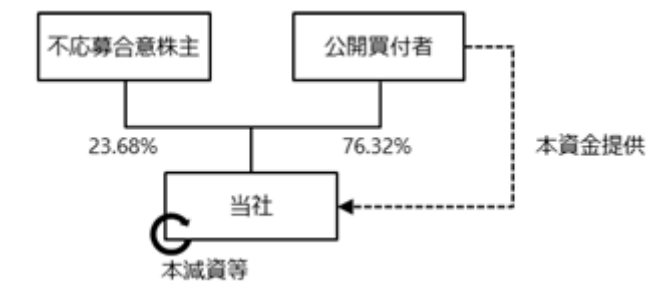 不応募合意株主
公開買付者
23.68%
76.32%
本資金提供
当社
本減資等